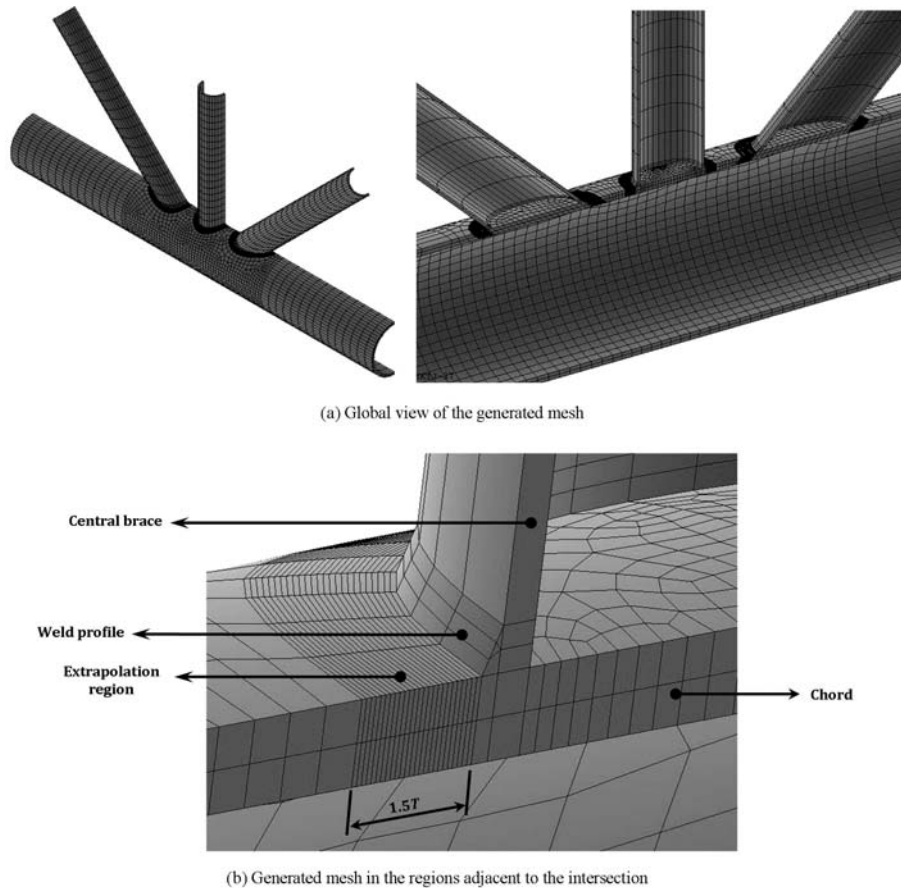 (a) Global view of the generated mesh
Central brace
Weld profile
Extrapolation
region
Chord
1.5T
(b) Generated mesh in the regions adjacent to the intersection